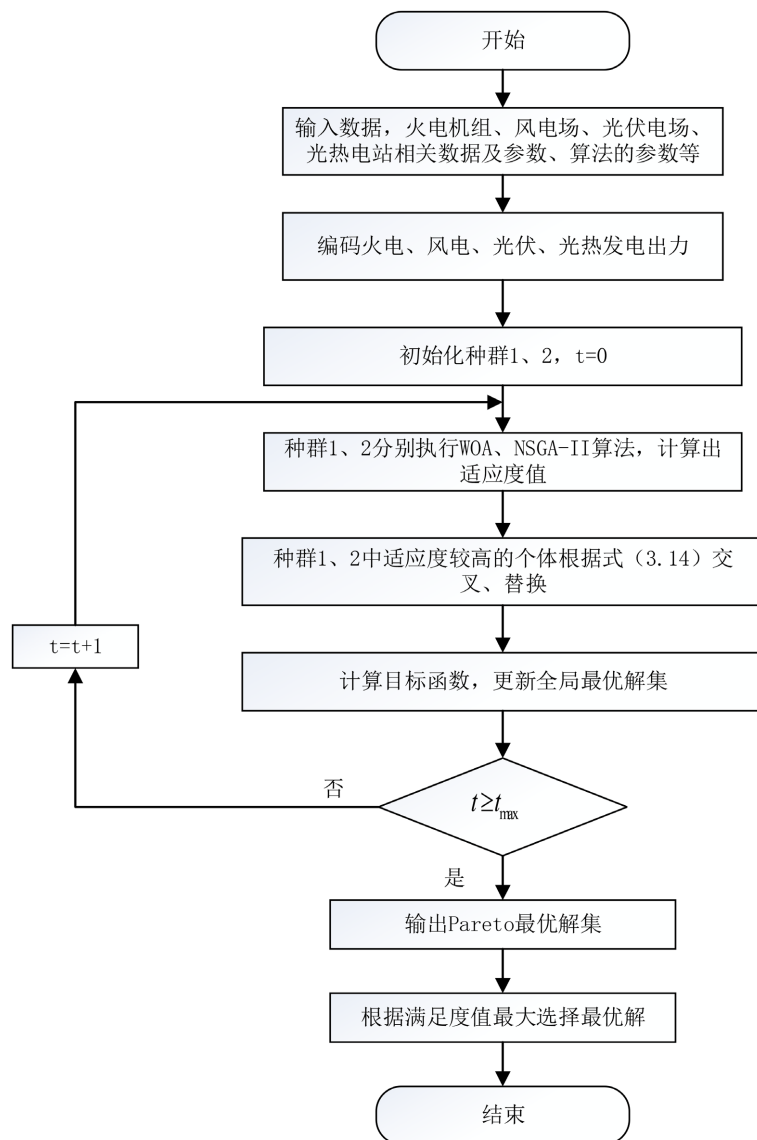 开始
输入数据，火电机组、风电场、光伏电场、
光热电站相关数据及参数、算法的参数等
编码火电、风电、光伏、光热发电出力
初始化种群1、2，t=0
种群1、2分别执行WOA、NSGA-II算法，计算出
适应度值
种群1、2中适应度较高的个体根据式（3.14）交
叉、替换
t=t+1
计算目标函数，更新全局最优解集
否
t≥tmax
是
输出Pareto最优解集
根据满足度值最大选择最优解
结束